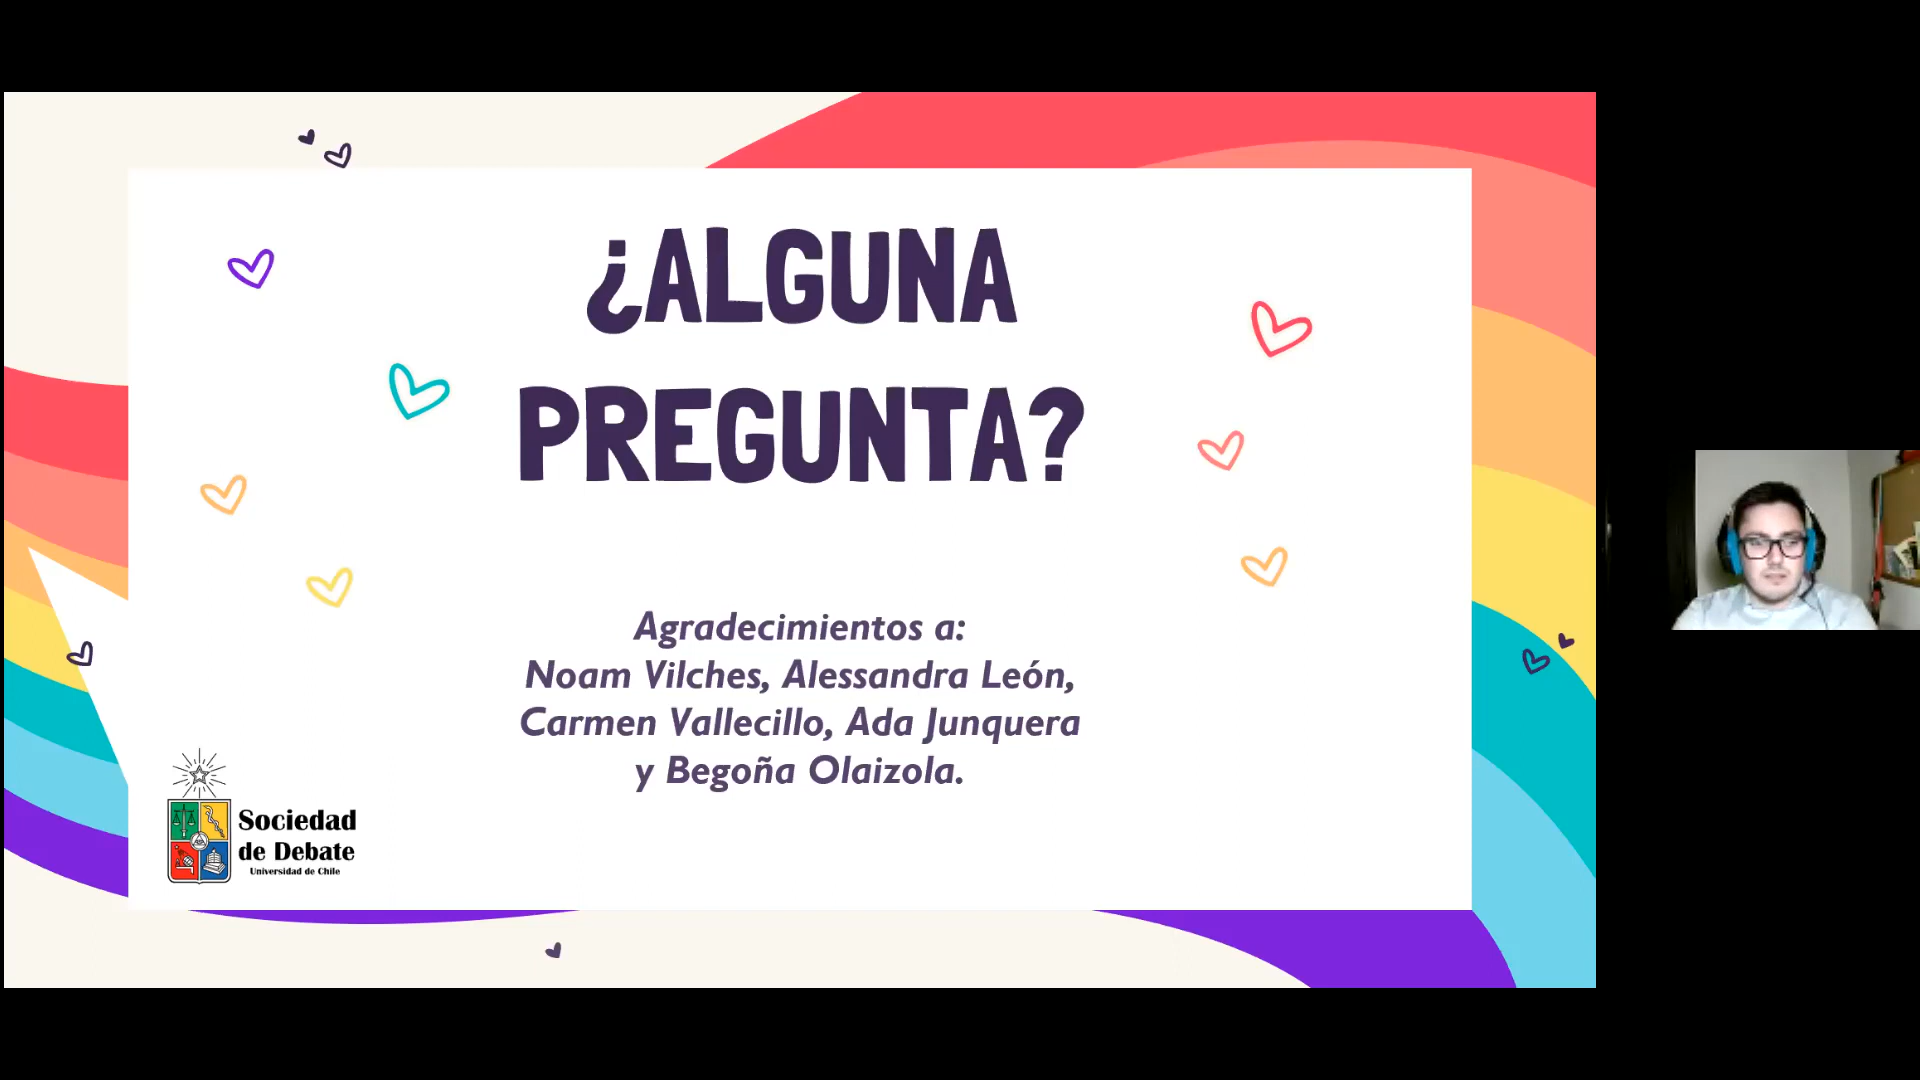 ¿ALGUNA
PREGUNTA?
Agradecimientos a:
Noam Vilches, Alessandra León,
Carmen Vallecillo, Ada Junquera
y Begoña Olaizola.
Sociedad
de Debate
Universidad de Chile